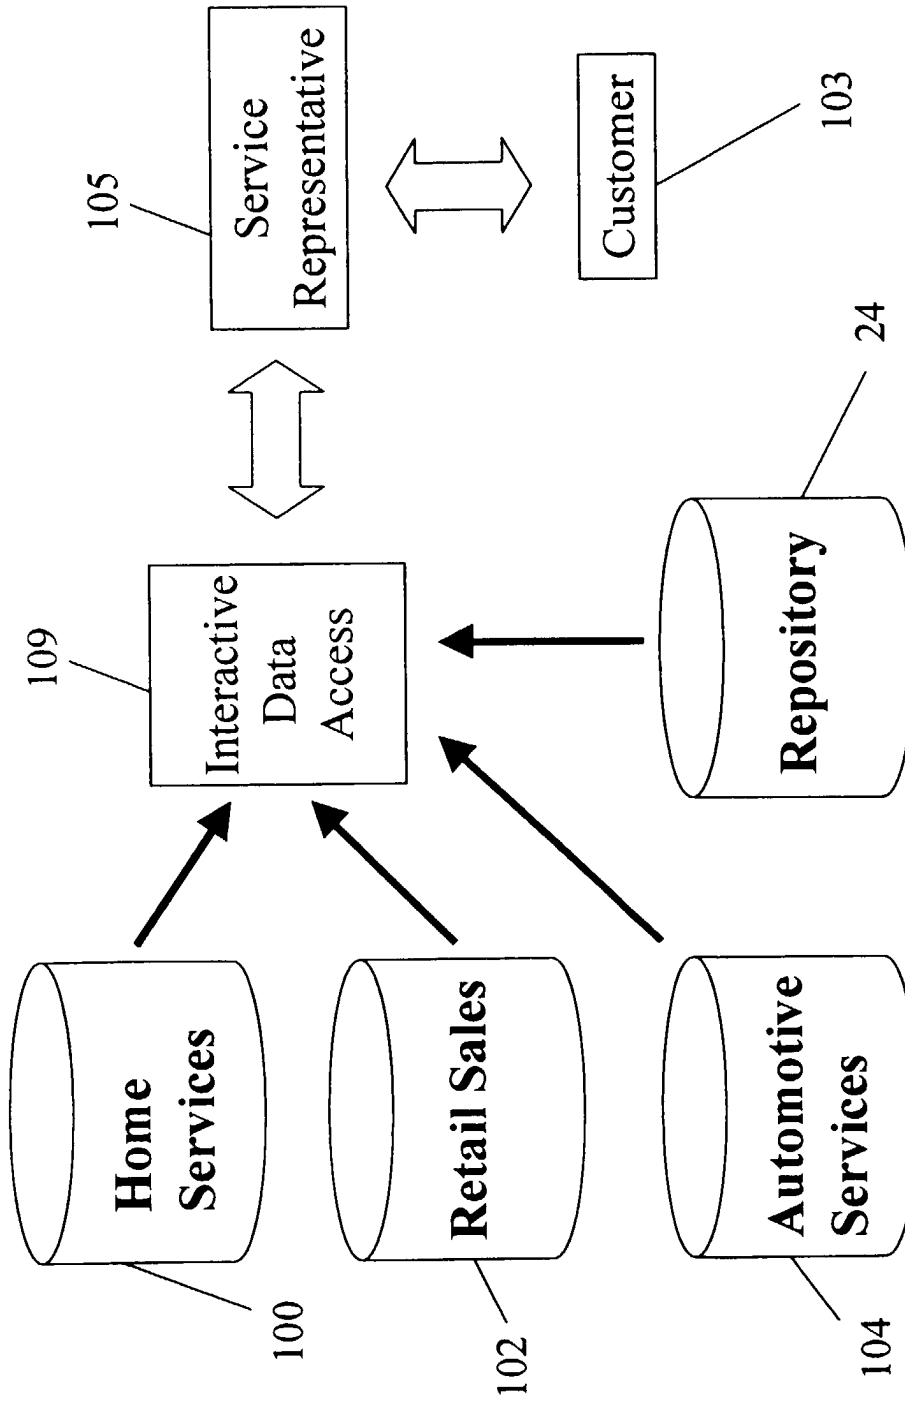 100
Home
Services
109
Interactive
Data
Access
105
Service
Representative
102
Retail Sales
104
Automotive
Services
Repository
24
Customer
103